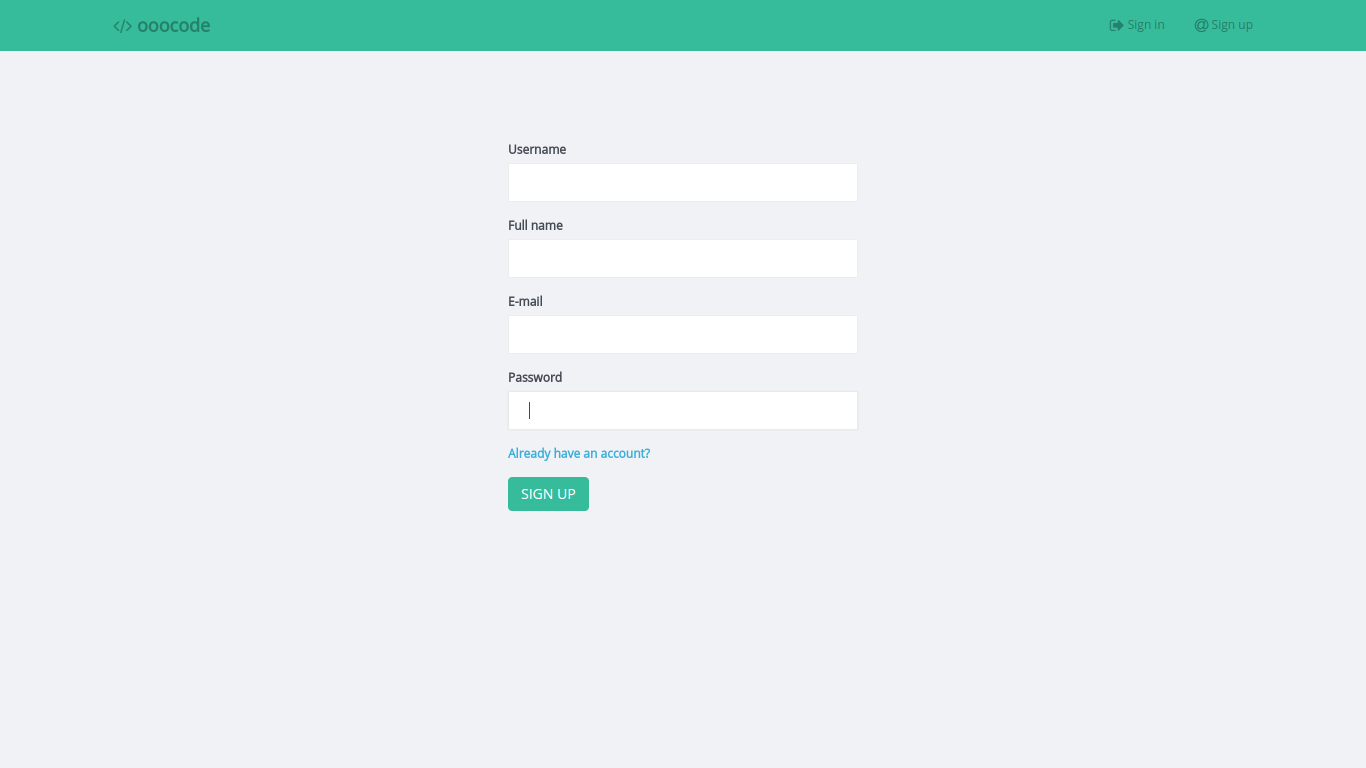 ooocode
Sign in
Sign up
Username
Full name
E-mail
Password
Already have an account?
SIGN UP